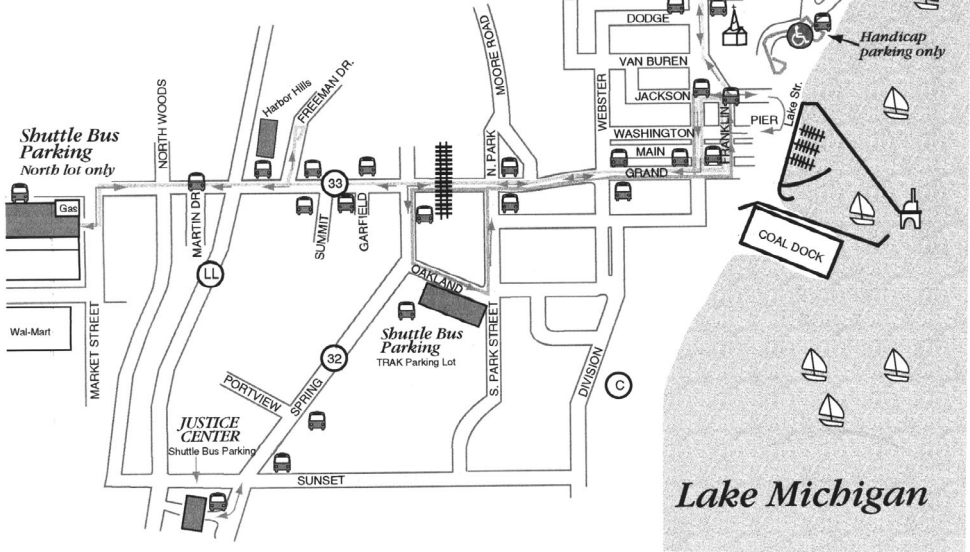 DODGE
Handicap
parking only
VAN BUREN
MOORE ROAD
WEBSTER
JACKSON
Lake Str.
PIER
FRANKLIN
WASHINGTON
MAIN
GRAND
Harbor Hills
FREEMAN DR.
NORTH WOODS
N. PARK
Shuttle Bus
Parking
North lot only
Gas
33
MARTIN DR.
SUMMIT
GARFIELD
COAL DOCK
LL
OAKLAND
Wal-Mart
MARKET STREET
Shuttle Bus
Parking
TRAK Parking Lot
S. PARK STREET
32
DIVISION
C
PORTVIEW
SPRING
JUSTICE
CENTER
Shuttle Bus Parking
SUNSET
Lake Michigan